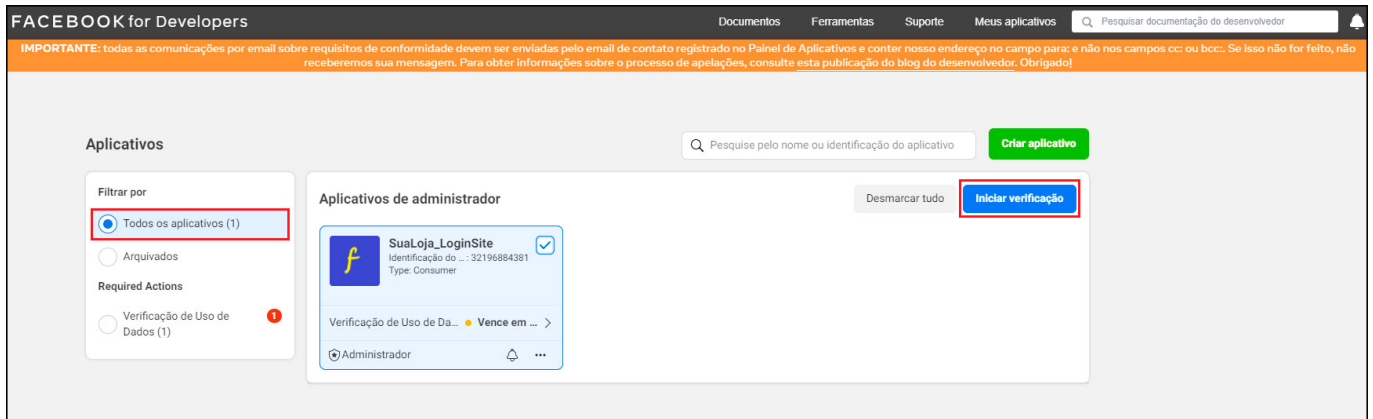 FACEBOOK for Developers
Documentos
Ferramentas
Suporte
Meus aplicativos
Pesquisar documentação do desenvolvedor
IMPORTANTE: todas as comunicações por email sobre requisitos de conformidade devem ser enviadas pelo email de contato registrado no Painel de Aplicativos e conter nosso endereço no campo para: e não nos campos cc: ou bcc:. Se isso não for feito, não
receberemos sua mensagem. Para obter informações sobre o processo de apelações, consulte esta publicação do blog do desenvolvedor. Obrigado!
Aplicativos
Pesquise pelo nome ou identificação do aplicativo
Criar aplicativo
Filtrar por
Todos os aplicativos (1)
Arquivados
Required Actions
Verificação de Uso de
Dados (1)
1
Aplicativos de administrador
Desmarcar tudo
Iniciar verificação
f
SuaLoja_LoginSite
Identificação do ...: 32196884381
Type: Consumer
Verificação de Uso de Da... Vence em ...
Administrador